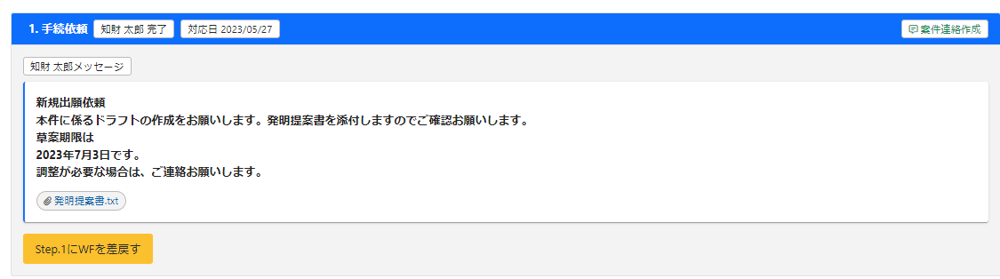 1. 手続依頼 知財 太郎 完了 対応日 2023/05/27 案件連絡作成
知財 太郎メッセージ
新規出願依頼
本件に係るドラフトの作成をお願いします。発明提案書を添付しますのでご確認お願いします。
草案期限は
2023年7月3日です。
調整が必要な場合は、ご連絡お願いします。
発明提案書.txt
Step.1にWFを差戻す